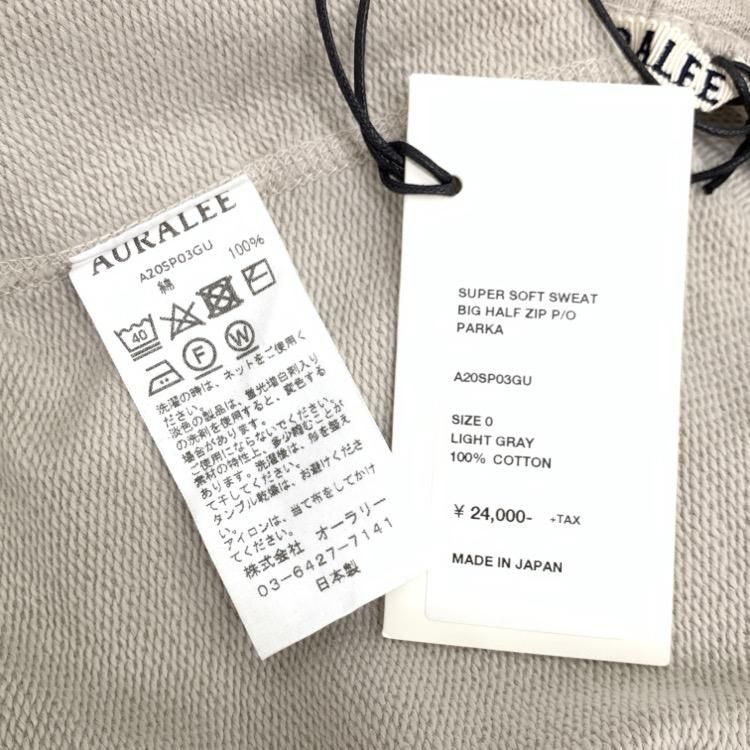 RALEE
AURALEE
A20SP03GU
綿 100%
40
F W
洗濯の時は、ネットをご使用く
ださい。
淡色の製品は、蛍光増白剤入り
の洗剤を使用すると、変色する
場合があります。
ご使用にならないでください。
素材の特性上、多少縮むことが
あります。洗濯後は、形を整え
て干してください。
タンブル乾燥は、お避けくださ
い。
アイロンは、当て布をしてかけ
てください。
株式会社 オーラリー
03-6427-7141
日本製
SUPER SOFT SWEAT
BIG HALF ZIP P/O
PARKA
A20SP03GU
SIZE 0
LIGHT GRAY
100% COTTON
¥ 24,000- +TAX
MADE IN JAPAN